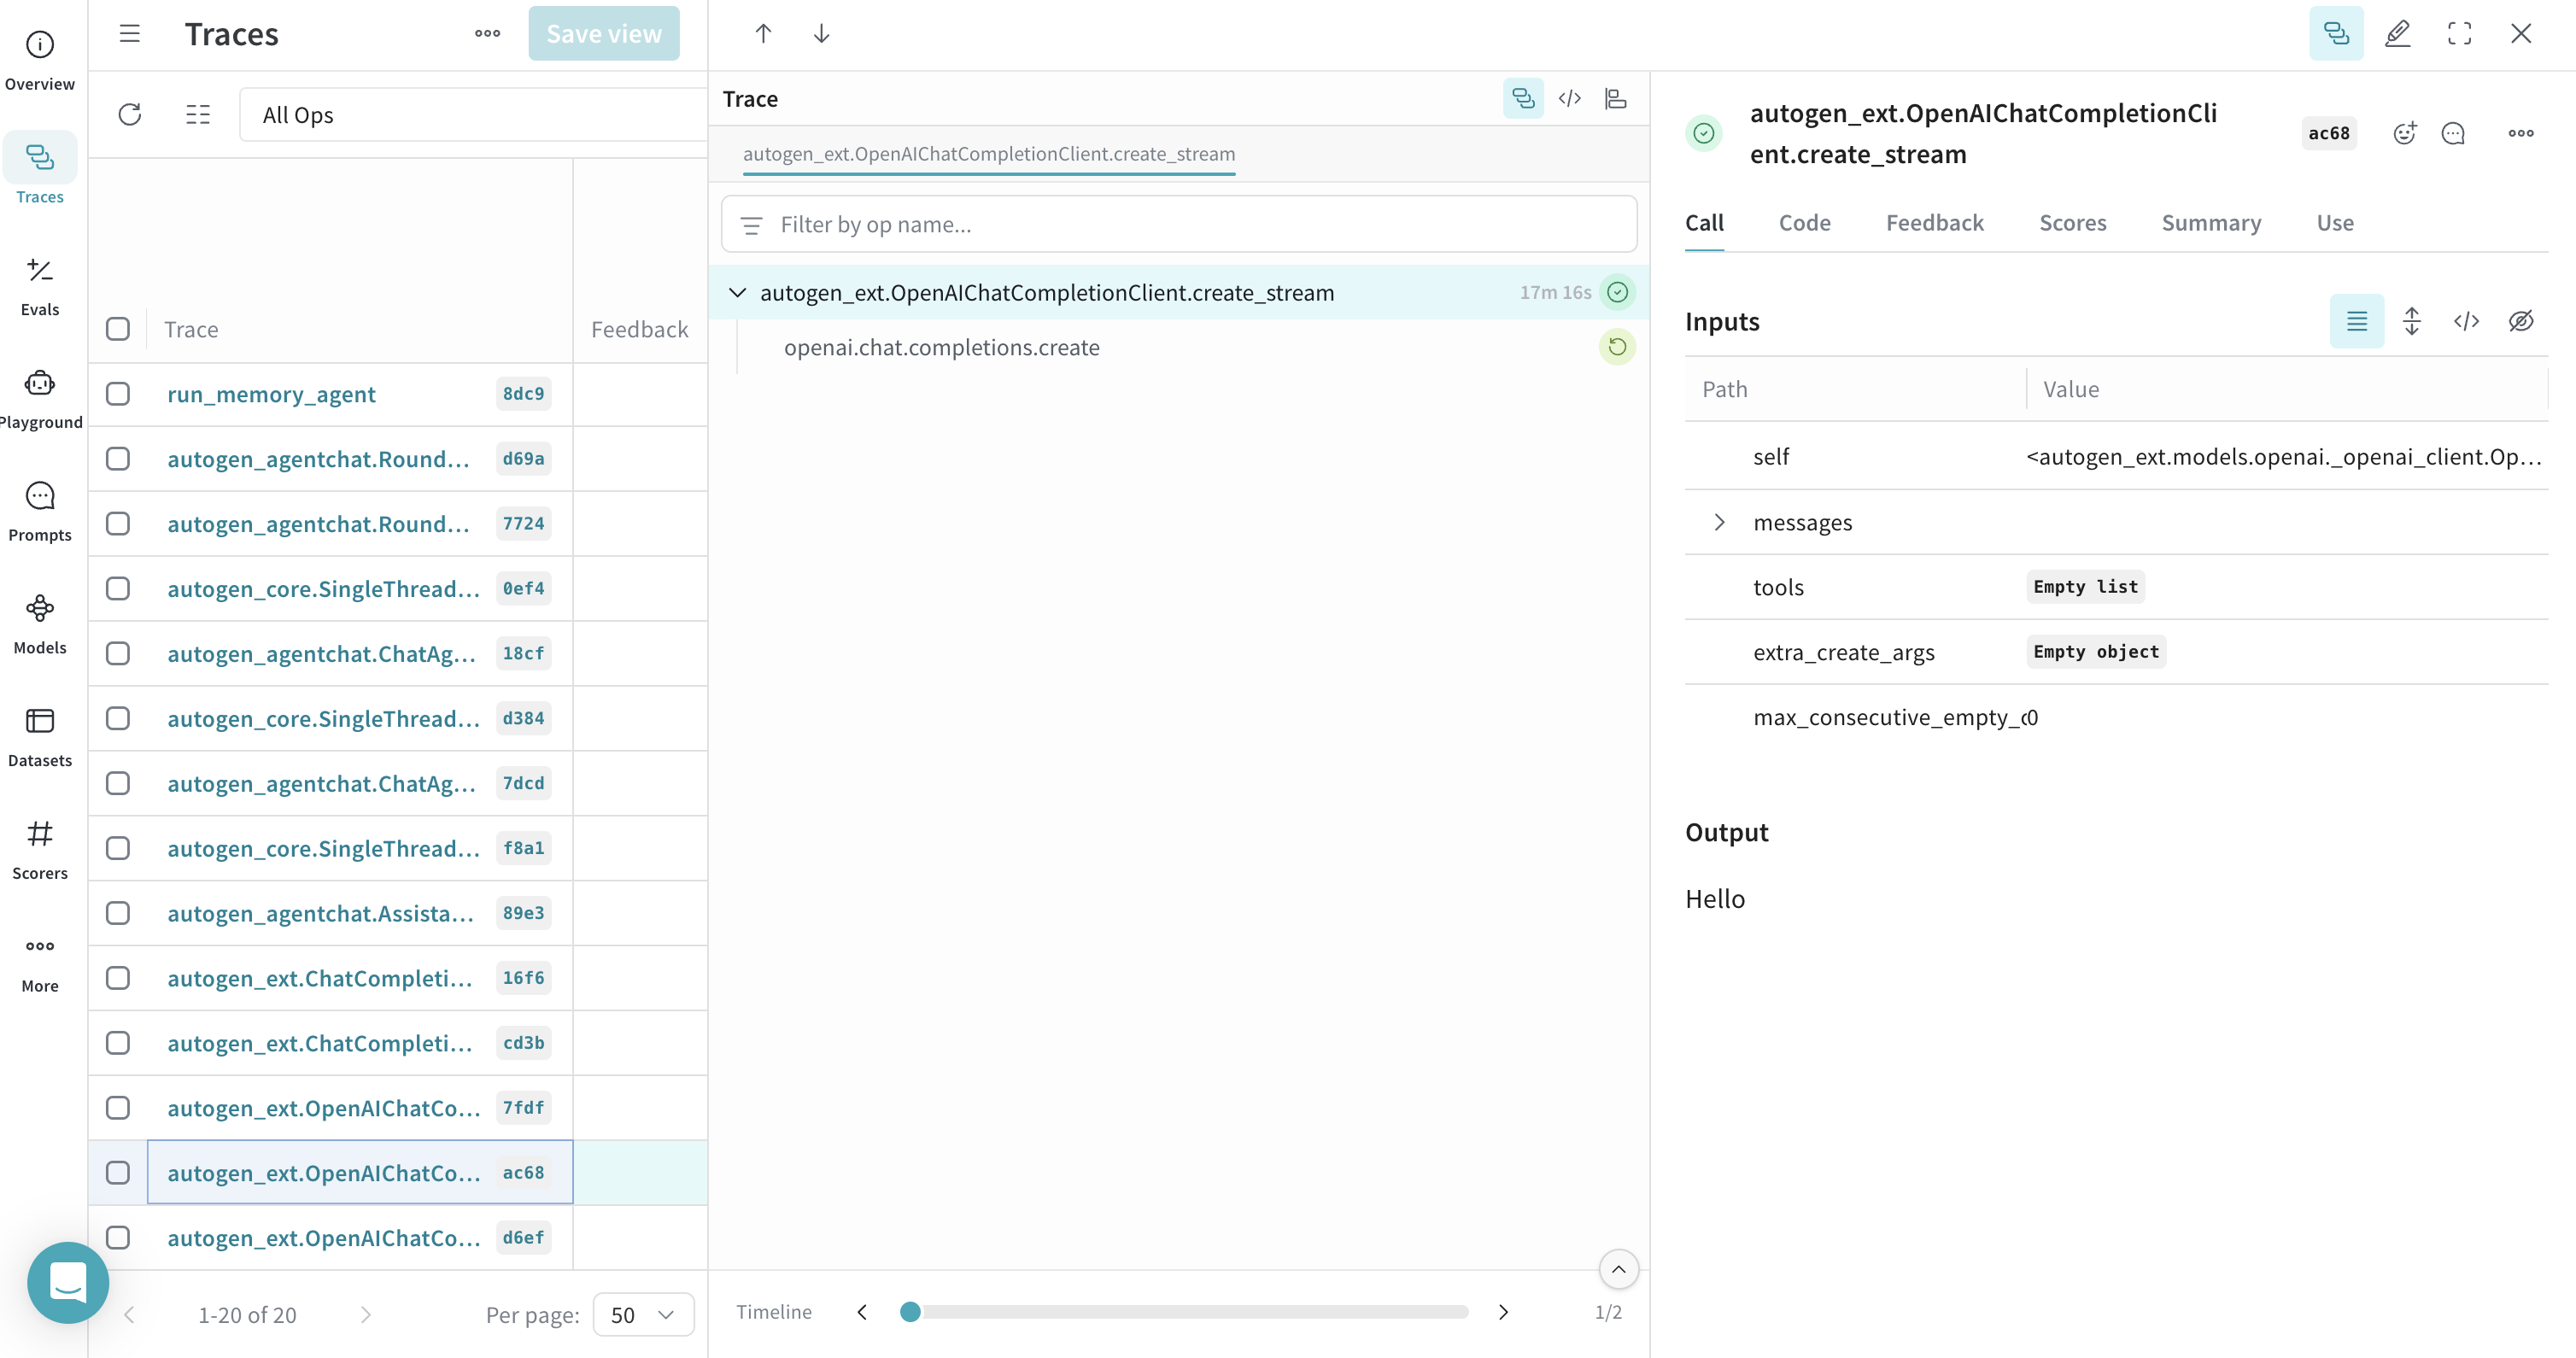 Overview
Traces
Evals
Playground
Prompts
Models
Datasets
Scorers
More
Traces
Save view
All Ops
Trace
Feedback
run_memory_agent 8dc9
autogen_agentchat.Round... d69a
autogen_agentchat.Round... 7724
autogen_core.SingleThread... 0ef4
autogen_agentchat.ChatAg... 18cf
autogen_core.SingleThread... d384
autogen_agentchat.ChatAg... 7dcd
autogen_core.SingleThread... f8a1
autogen_agentchat.Assista... 89e3
autogen_ext.ChatCompleti... 16f6
autogen_ext.ChatCompleti... cd3b
autogen_ext.OpenAIChatCo... 7fdf
autogen_ext.OpenAIChatCo... ac68
autogen_ext.OpenAIChatCo... d6ef
1-20 of 20
Per page: 50
Trace
autogen_ext.OpenAIChatCompletionClient.create_stream
Filter by op name...
autogen_ext.OpenAIChatCompletionClient.create_stream 17m 16s
openai.chat.completions.create
Timeline
1/2
autogen_ext.OpenAIChatCompletionCli
ent.create_stream
ac68
Call Code Feedback Scores Summary Use
Inputs
Path Value
self <autogen_ext.models.openai._openai_client.Op...
messages
tools Empty list
extra_create_args Empty object
max_consecutive_empty_c 0
Output
Hello